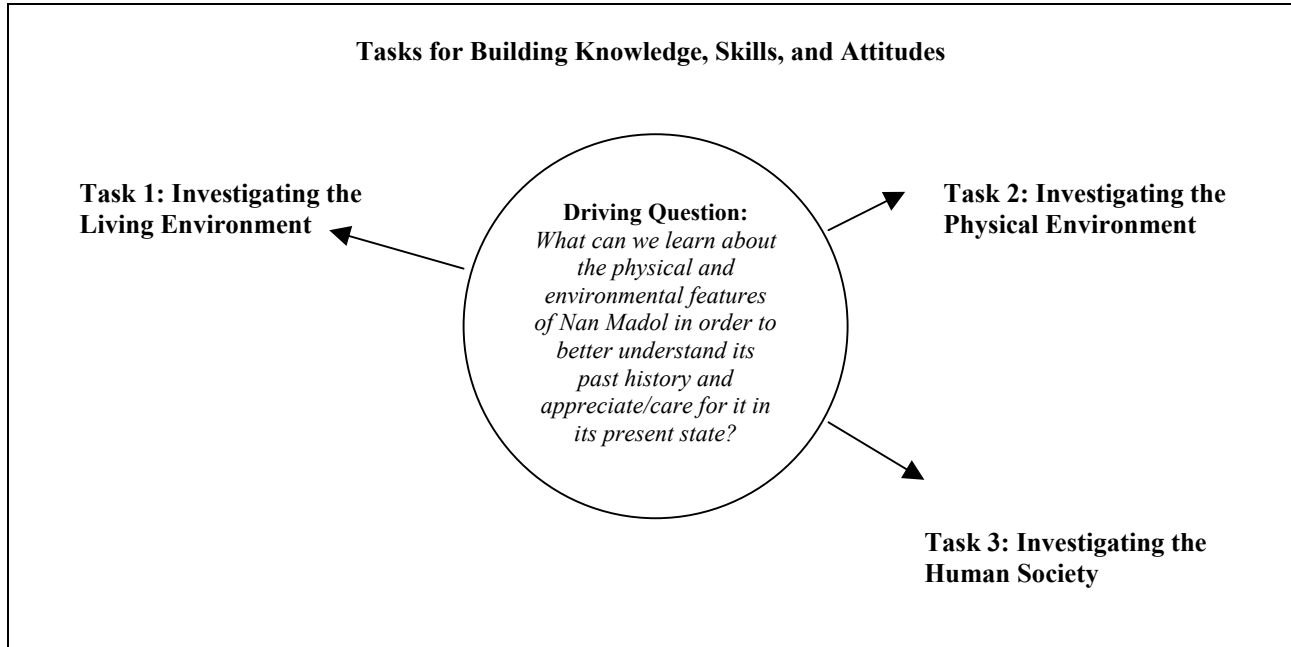 Tasks for Building Knowledge, Skills, and Attitudes
Task 1: Investigating the
Living Environment
Driving Question:
What can we learn about
the physical and
environmental features
of Nan Madol in order to
better understand its
past history and
appreciate/care for it in
its present state?
Task 2: Investigating the
Physical Environment
Task 3: Investigating the
Human Society